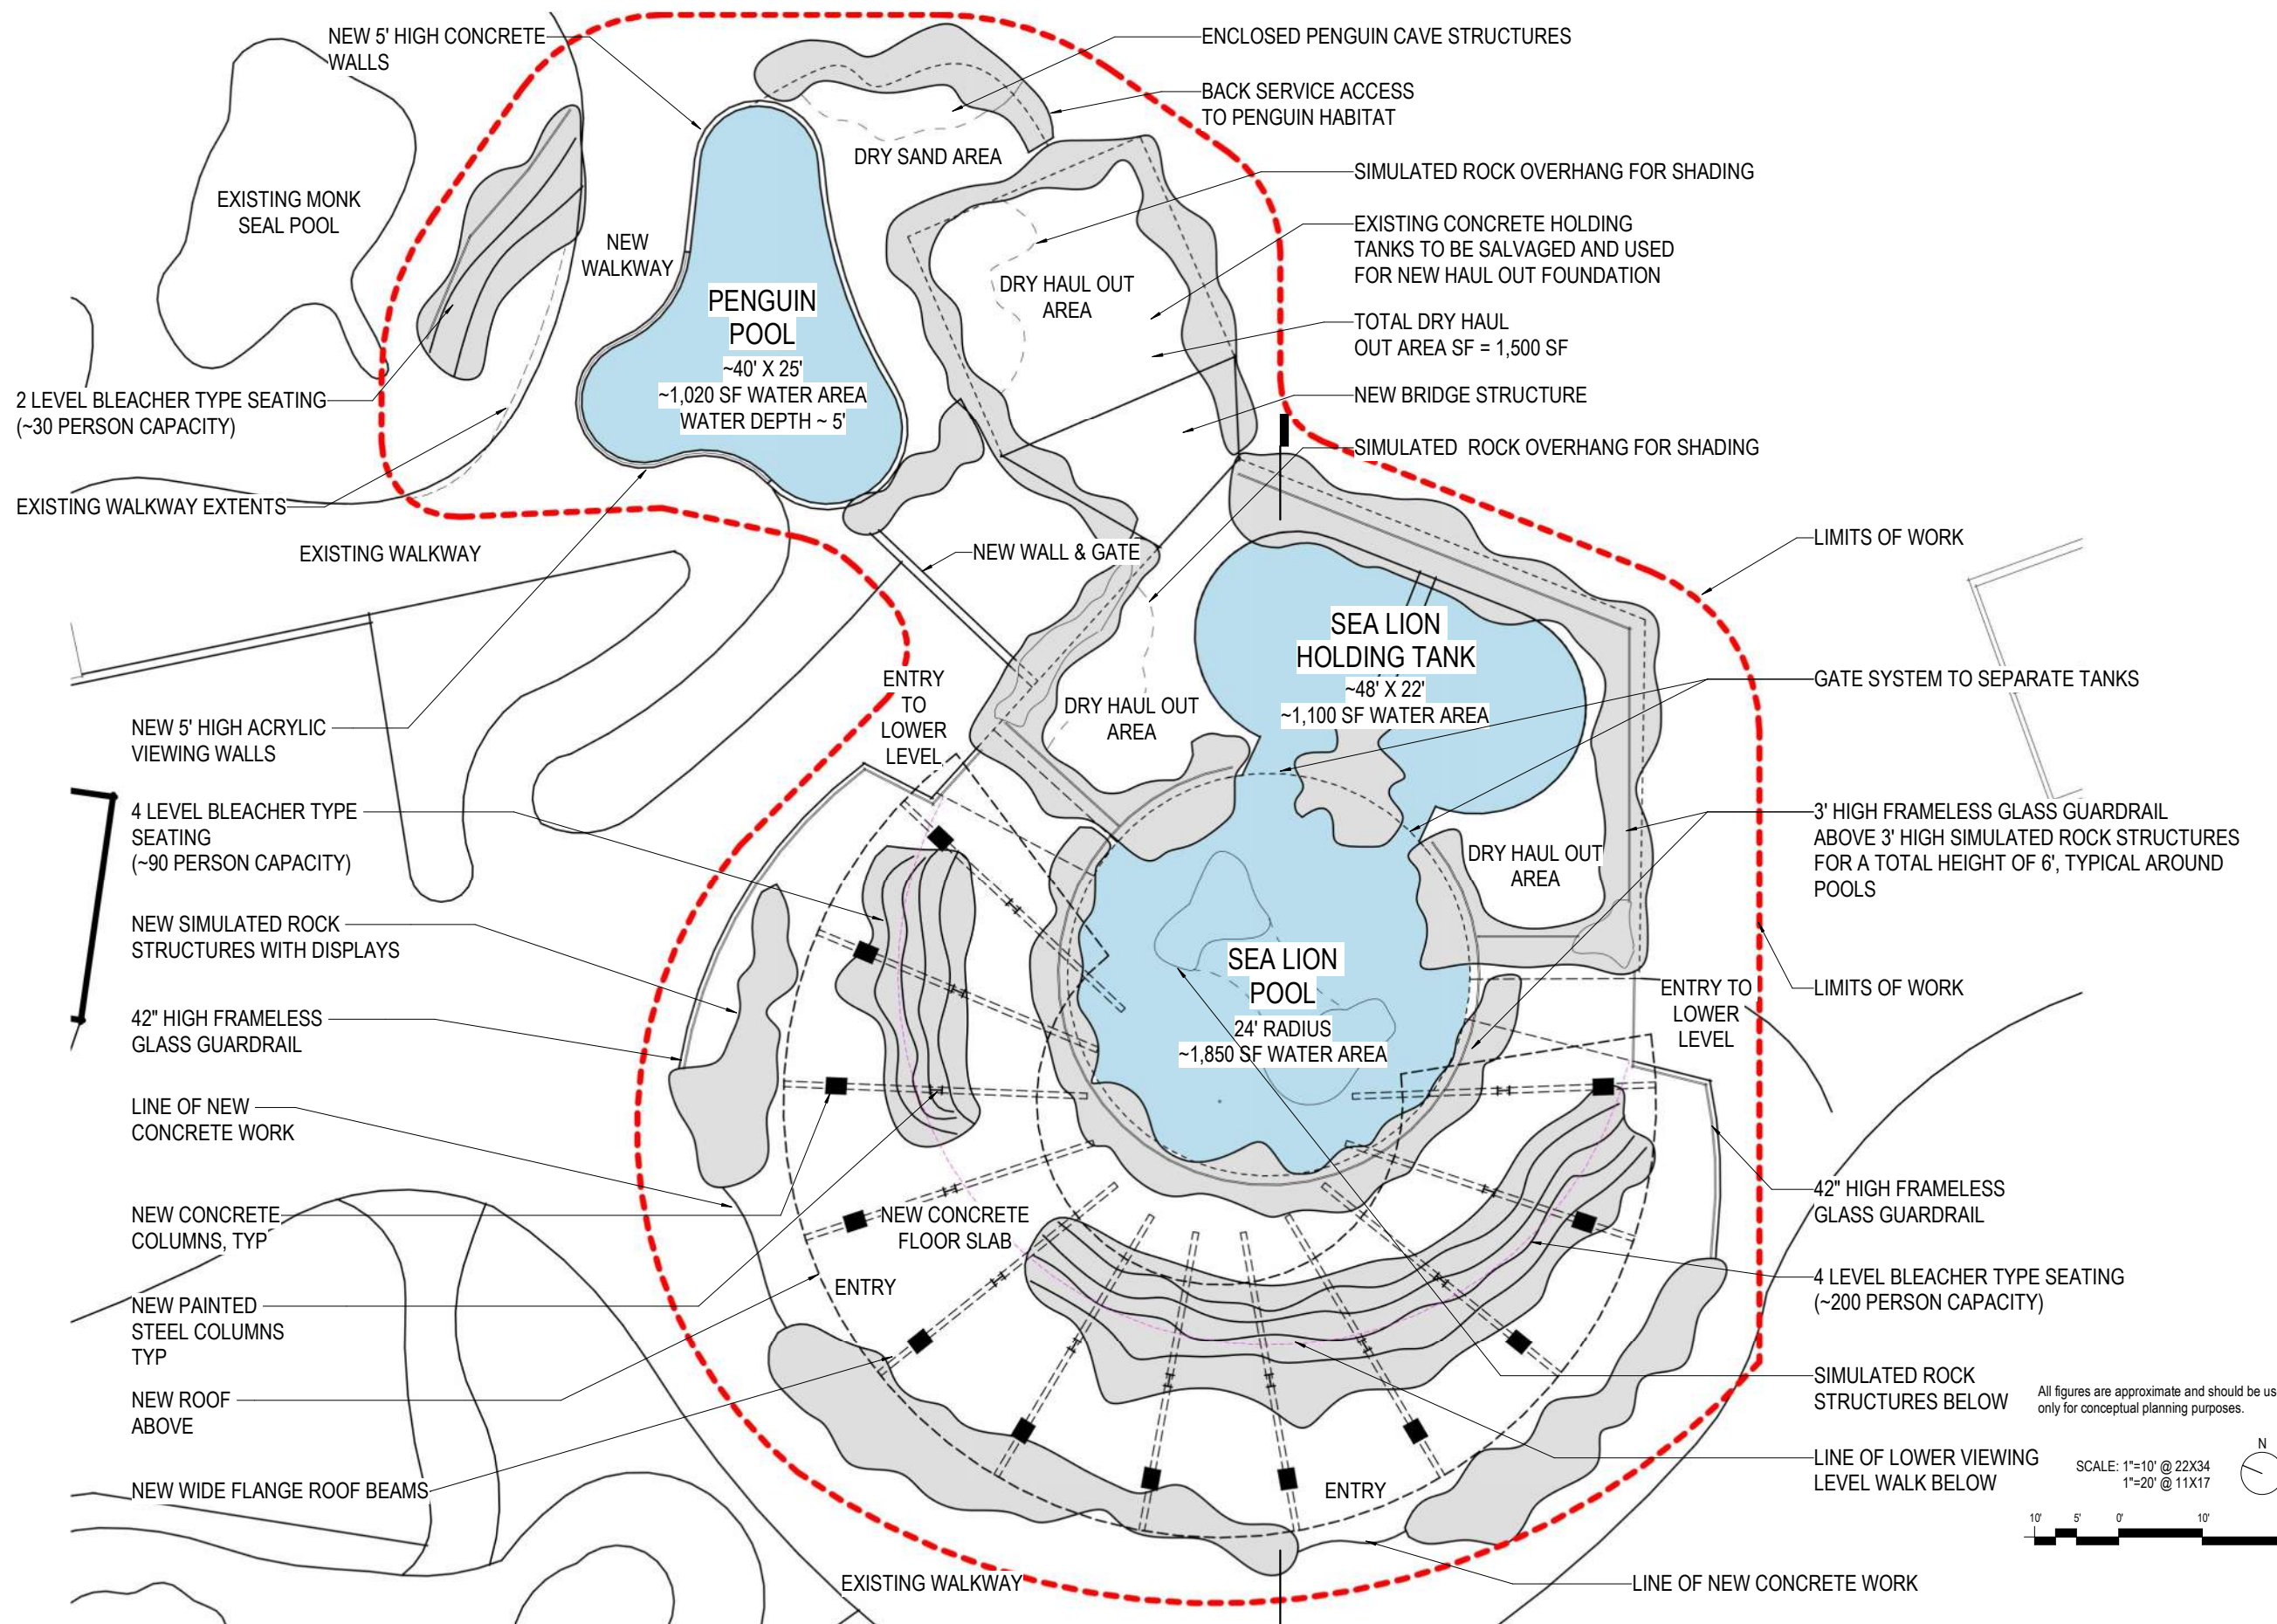 NEW 5' HIGH CONCRETE
WALLS
ENCLOSED PENGUIN CAVE STRUCTURES
BACK SERVICE ACCESS
TO PENGUIN HABITAT
DRY SAND AREA
SIMULATED ROCK OVERHANG FOR SHADING
EXISTING MONK
SEAL POOL
NEW
WALKWAY
EXISTING CONCRETE HOLDING
TANKS TO BE SALVAGED AND USED
FOR NEW HAUL OUT FOUNDATION
DRY HAUL OUT
AREA
PENGUIN
POOL
~40' X 25'
~1,020 SF WATER AREA
WATER DEPTH ~ 5'
TOTAL DRY HAUL
OUT AREA SF = 1,500 SF
2 LEVEL BLEACHER TYPE SEATING
(~30 PERSON CAPACITY)
NEW BRIDGE STRUCTURE
SIMULATED ROCK OVERHANG FOR SHADING
EXISTING WALKWAY EXTENTS
EXISTING WALKWAY
NEW WALL & GATE
LIMITS OF WORK
SEA LION
HOLDING TANK
~48' X 22'
~1,100 SF WATER AREA
GATE SYSTEM TO SEPARATE TANKS
ENTRY
TO
LOWER
LEVEL
DRY HAUL OUT
AREA
NEW 5' HIGH ACRYLIC
VIEWING WALLS
4 LEVEL BLEACHER TYPE
SEATING
(~90 PERSON CAPACITY)
3' HIGH FRAMELESS GLASS GUARDRAIL
ABOVE 3' HIGH SIMULATED ROCK STRUCTURES
FOR A TOTAL HEIGHT OF 6', TYPICAL AROUND
POOLS
DRY HAUL OUT
AREA
NEW SIMULATED ROCK
STRUCTURES WITH DISPLAYS
SEA LION
POOL
24' RADIUS
~1,850 SF WATER AREA
ENTRY TO
LOWER
LEVEL
LIMITS OF WORK
42" HIGH FRAMELESS
GLASS GUARDRAIL
LINE OF NEW
CONCRETE WORK
NEW CONCRETE
COLUMNS, TYP
NEW CONCRETE
FLOOR SLAB
42" HIGH FRAMELESS
GLASS GUARDRAIL
ENTRY
4 LEVEL BLEACHER TYPE SEATING
(~200 PERSON CAPACITY)
NEW PAINTED
STEEL COLUMNS
TYP
NEW ROOF
ABOVE
SIMULATED ROCK
STRUCTURES BELOW
All figures are approximate and should be us
only for conceptual planning purposes.
NEW WIDE FLANGE ROOF BEAMS
ENTRY
LINE OF LOWER VIEWING
LEVEL WALK BELOW
SCALE: 1"=10' @ 22X34
1"=20' @ 11X17
N
10' 5' 0' 10'
EXISTING WALKWAY
LINE OF NEW CONCRETE WORK